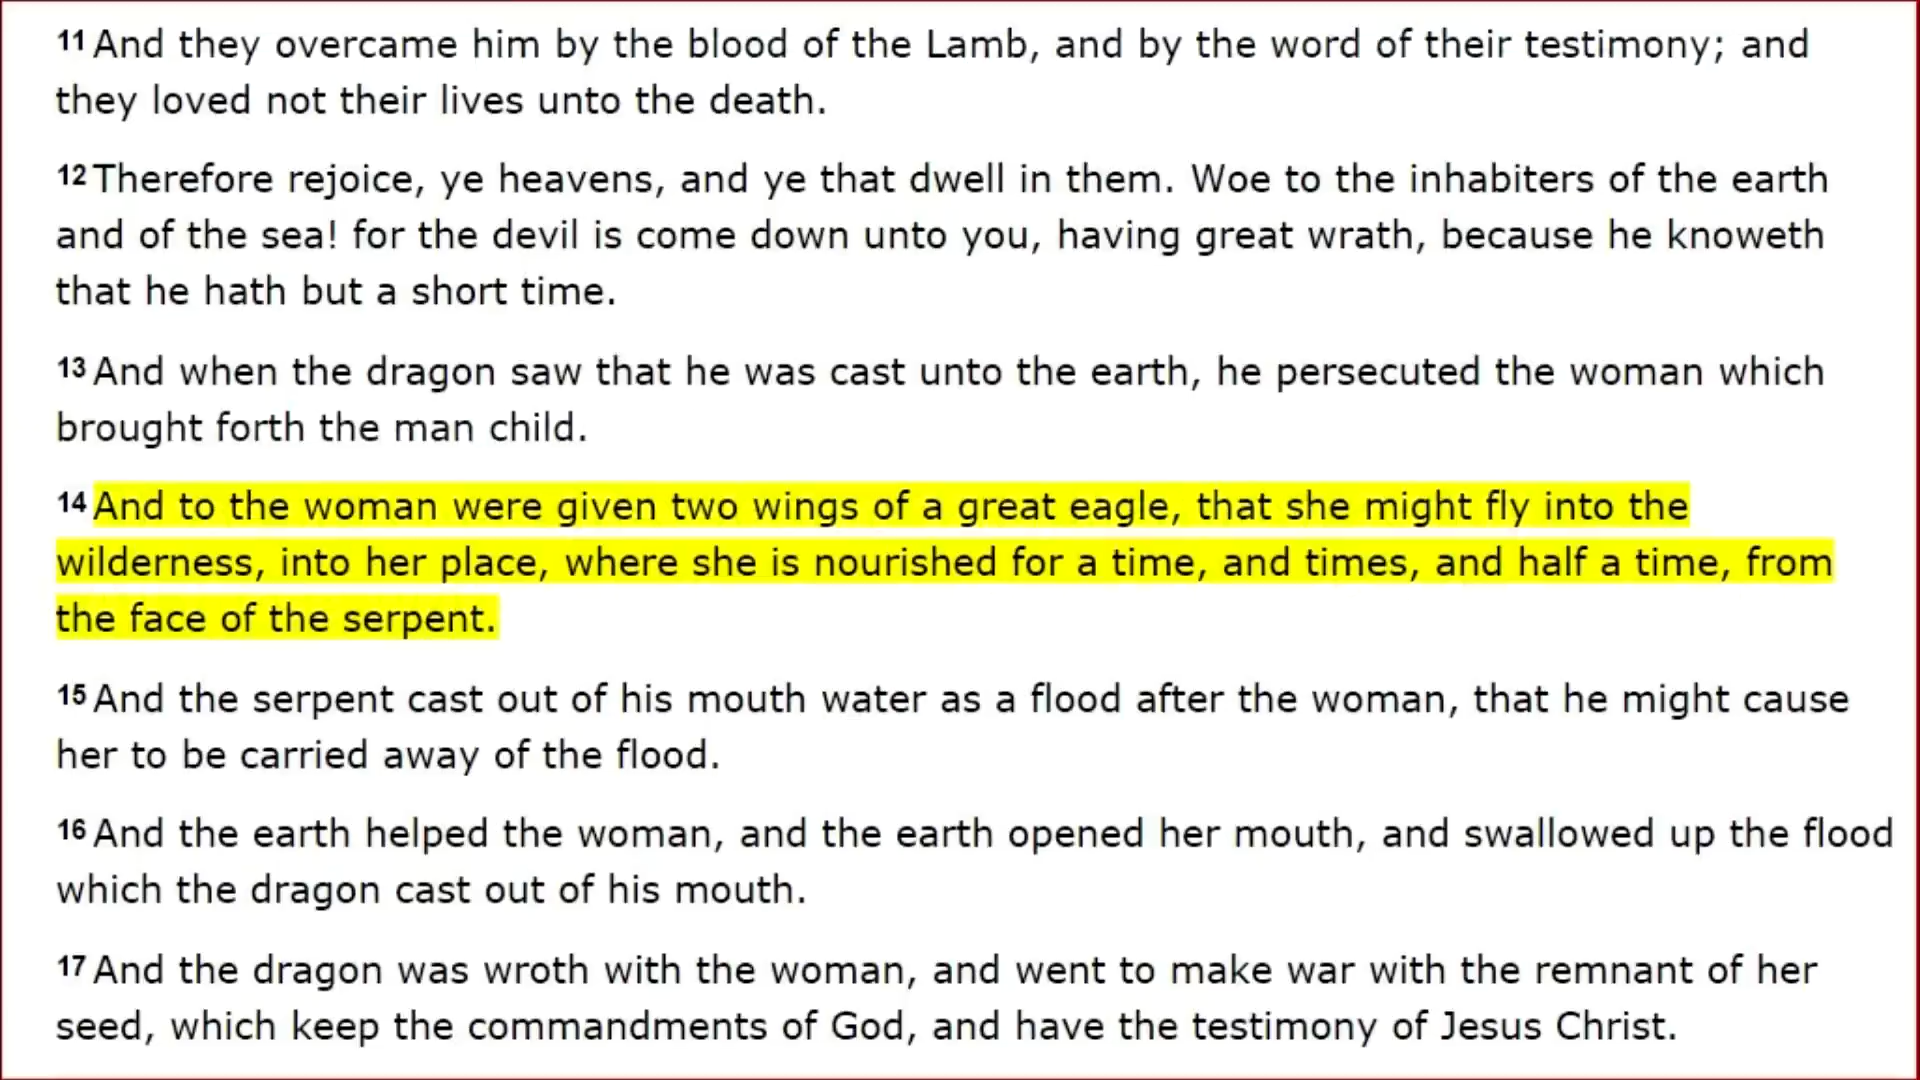 11 And they overcame him by the blood of the Lamb, and by the word of their testimony; and
they loved not their lives unto the death.
12 Therefore rejoice, ye heavens, and ye that dwell in them. Woe to the inhabiters of the earth
and of the sea! for the devil is come down unto you, having great wrath, because he knoweth
that he hath but a short time.
13 And when the dragon saw that he was cast unto the earth, he persecuted the woman which
brought forth the man child.
14 And to the woman were given two wings of a great eagle, that she might fly into the
wilderness, into her place, where she is nourished for a time, and times, and half a time, from
the face of the serpent.
15 And the serpent cast out of his mouth water as a flood after the woman, that he might cause
her to be carried away of the flood.
16 And the earth helped the woman, and the earth opened her mouth, and swallowed up the flood
which the dragon cast out of his mouth.
17 And the dragon was wroth with the woman, and went to make war with the remnant of her
seed, which keep the commandments of God, and have the testimony of Jesus Christ.